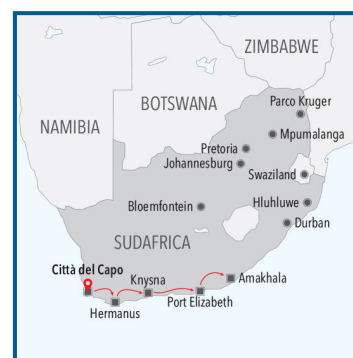 ZIMBABWE
Parco Kruger
BOTSWANA
NAMIBIA
Mpumalanga
Pretoria
Johannesburg
Swaziland
Bloemfontein
Hluhluwe
Durban
SUDAFRICA
Città del Capo
Knysna
Amakhala
Port Elizabeth
Hermanus